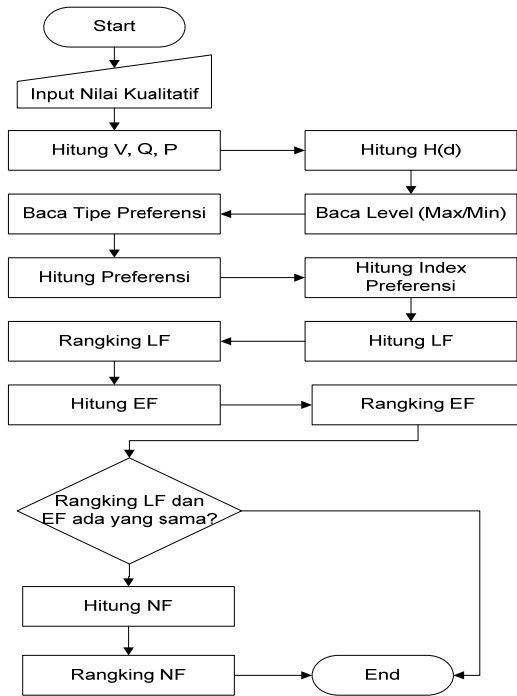 Start
Input Nilai Kualitatif
Hitung V, Q, P
Hitung H(d)
Baca Level (Max/Min)
Baca Tipe Preferensi
Hitung Preferensi
Hitung Index
Preferensi
Hitung LF
Rangking LF
Hitung EF
Rangking EF
Rangking LF dan
EF ada yang sama?
Hitung NF
Rangking NF
End